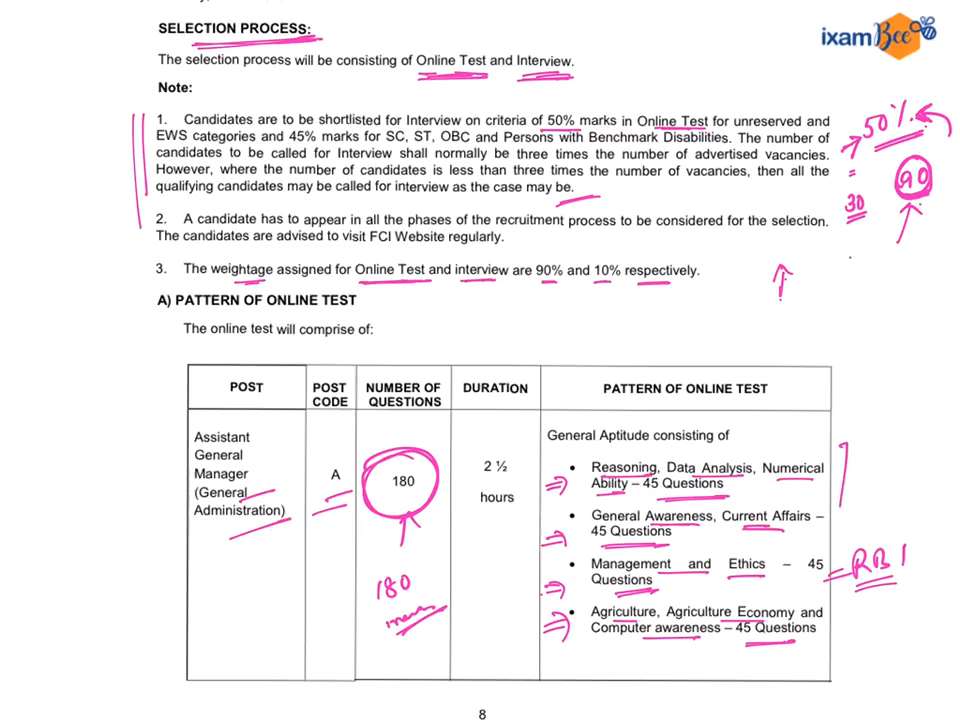 ixamBee
SELECTION PROCESS:
The selection process will be consisting of Online Test and Interview.
Note:
1. Candidates are to be shortlisted for Interview on criteria of 50% marks in Online Test for unreserved and
EWS categories and 45% marks for SC, ST, OBC and Persons with Benchmark Disabilities. The number of
candidates to be called for Interview shall normally be three times the number of advertised vacancies.
However, where the number of candidates is less than three times the number of vacancies, then all the
qualifying candidates may be called for interview as the case may be.
50%.
90
30
2. A candidate has to appear in all the phases of the recruitment process to be considered for the selection.
The candidates are advised to visit FCI Website regularly.
3. The weightage assigned for Online Test and interview are 90% and 10% respectively.
A) PATTERN OF ONLINE TEST
The online test will comprise of:
POST
POST CODE
NUMBER OF QUESTIONS
DURATION
PATTERN OF ONLINE TEST
Assistant
General
Manager
(General
Administration)
A
180
180
2 ½
hours
General Aptitude consisting of
• Reasoning, Data Analysis, Numerical
Ability – 45 Questions
• General Awareness, Current Affairs –
45 Questions
• Management and Ethics – 45
Questions
• Agriculture, Agriculture Economy and
Computer awareness – 45 Questions
= RBI
8